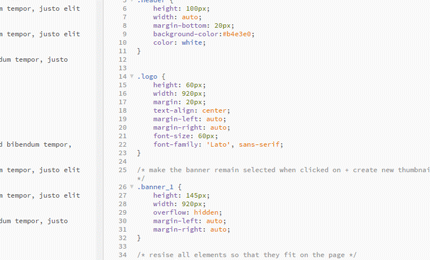 m tempor, justo elit
m tempor, justo elit
dum tempor, justo
d bibendum tempor,
m tempor, justo elit
m tempor, justo elit
dum tempor, justo
5 .header {
6 height: 100px;
7 width: auto;
8 margin-bottom: 20px;
9 background-color:#b4e3e0;
10 color: white;
11 }
12
13
14 .logo {
15 height: 60px;
16 width: 920px;
17 margin: 20px;
18 text-align: center;
19 margin-left: auto;
20 margin-right: auto;
21 font-size: 60px;
22 font-family: 'Lato', sans-serif;
23 }
24
25 /* make the banner remain selected when clicked on + create new thumbnai
*/
26 .banner_1 {
27 height: 145px;
28 width: 920px;
29 overflow: hidden;
30 margin-left: auto;
31 margin-right: auto;
32 }
33
34 /* resise all elements so that they fit on the page */